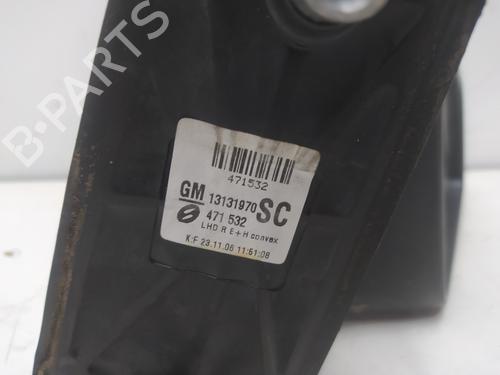 B-PARTS
471532
GM 13131970 SC
471 532
LHD R E+H convex
K:F 23.11.06 11:51:08